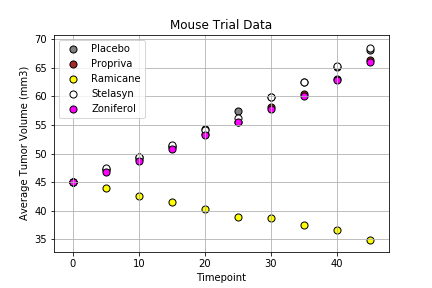 Mouse Trial Data
Average Tumor Volume (mm3)
70
65
60
55
50
45
40
35
Placebo
Propriva
Ramicane
Stelasyn
Zoniferol
0 10 20 30 40
Timepoint